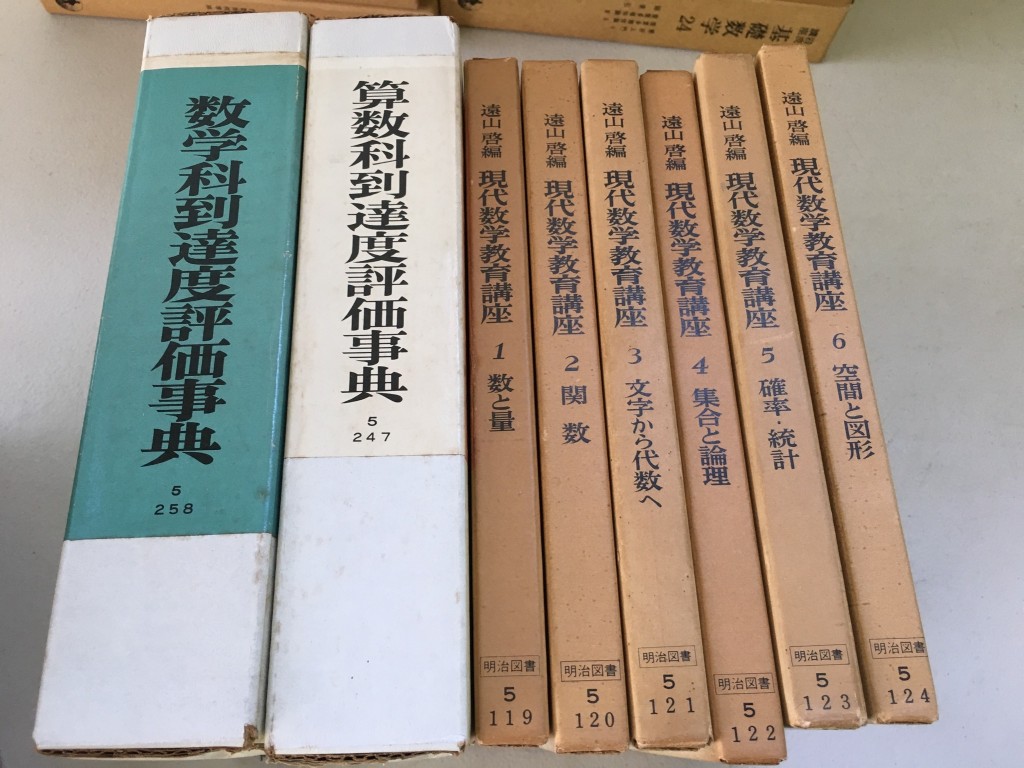 基礎数学 24
数学科到達度評価事典
5
258
算数科到達度評価事典
5
247
遠山啓編 現代数学教育講座 1 数と量
明治図書
5
119
遠山啓編 現代数学教育講座 2 関数
5
120
遠山啓編 現代数学教育講座 3 文字から代数へ
明治図書
5
121
遠山啓編 現代数学教育講座 4 集合と論理
明治図書
5
122
遠山啓編 現代数学教育講座 5 確率・統計
明治図書
5
123
遠山啓編 現代数学教育講座 6 空間と図形
明治図書
5
124